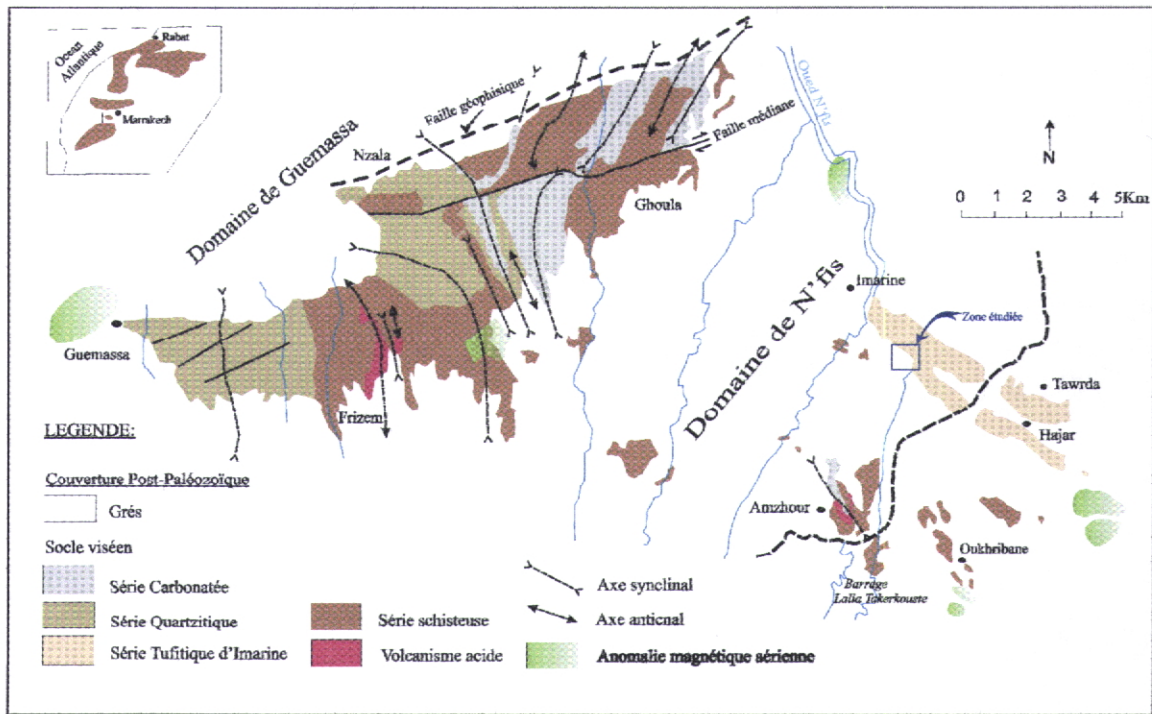 Ocean
Atlantique
Rabat
Marrakech
Domaine de Guemassa
Faille géophisique
Nzala
Faille médiane
Oued N'fis
N
0 1 2 3 4 5Km
Ghoula
Domaine de N'fis
Imarine
Zone étudiée
Guemassa
Frizem
Tawrda
Hajar
Amzhour
Oukhribane
Barrage
Lalla Takerkouste
LEGENDE:
Couverture Post-Paléozoïque
Grés
Socle viséen
Série Carbonatée
Série Quartzitique
Série Tufitique d'Imarine
Série schisteuse
Volcanisme acide
Axe synclinal
Axe antical
Anomalie magnétique aérienne